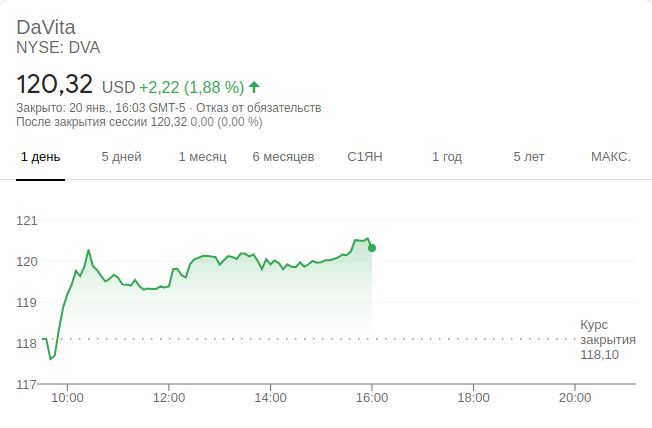 DaVita
NYSE: DVA
120,32 USD +2,22 (1,88 %)
Закрыто: 20 янв., 16:03 GMT-5 · Отказ от обязательств
После закрытия сессии 120,32 0,00 (0,00 %)
1 день 5 дней 1 месяц 6 месяцев С1ЯН 1 год 5 лет МАКС.
121
120
119
118
117
Курс
закрытия
118,10
10:00 12:00 14:00 16:00 18:00 20:00